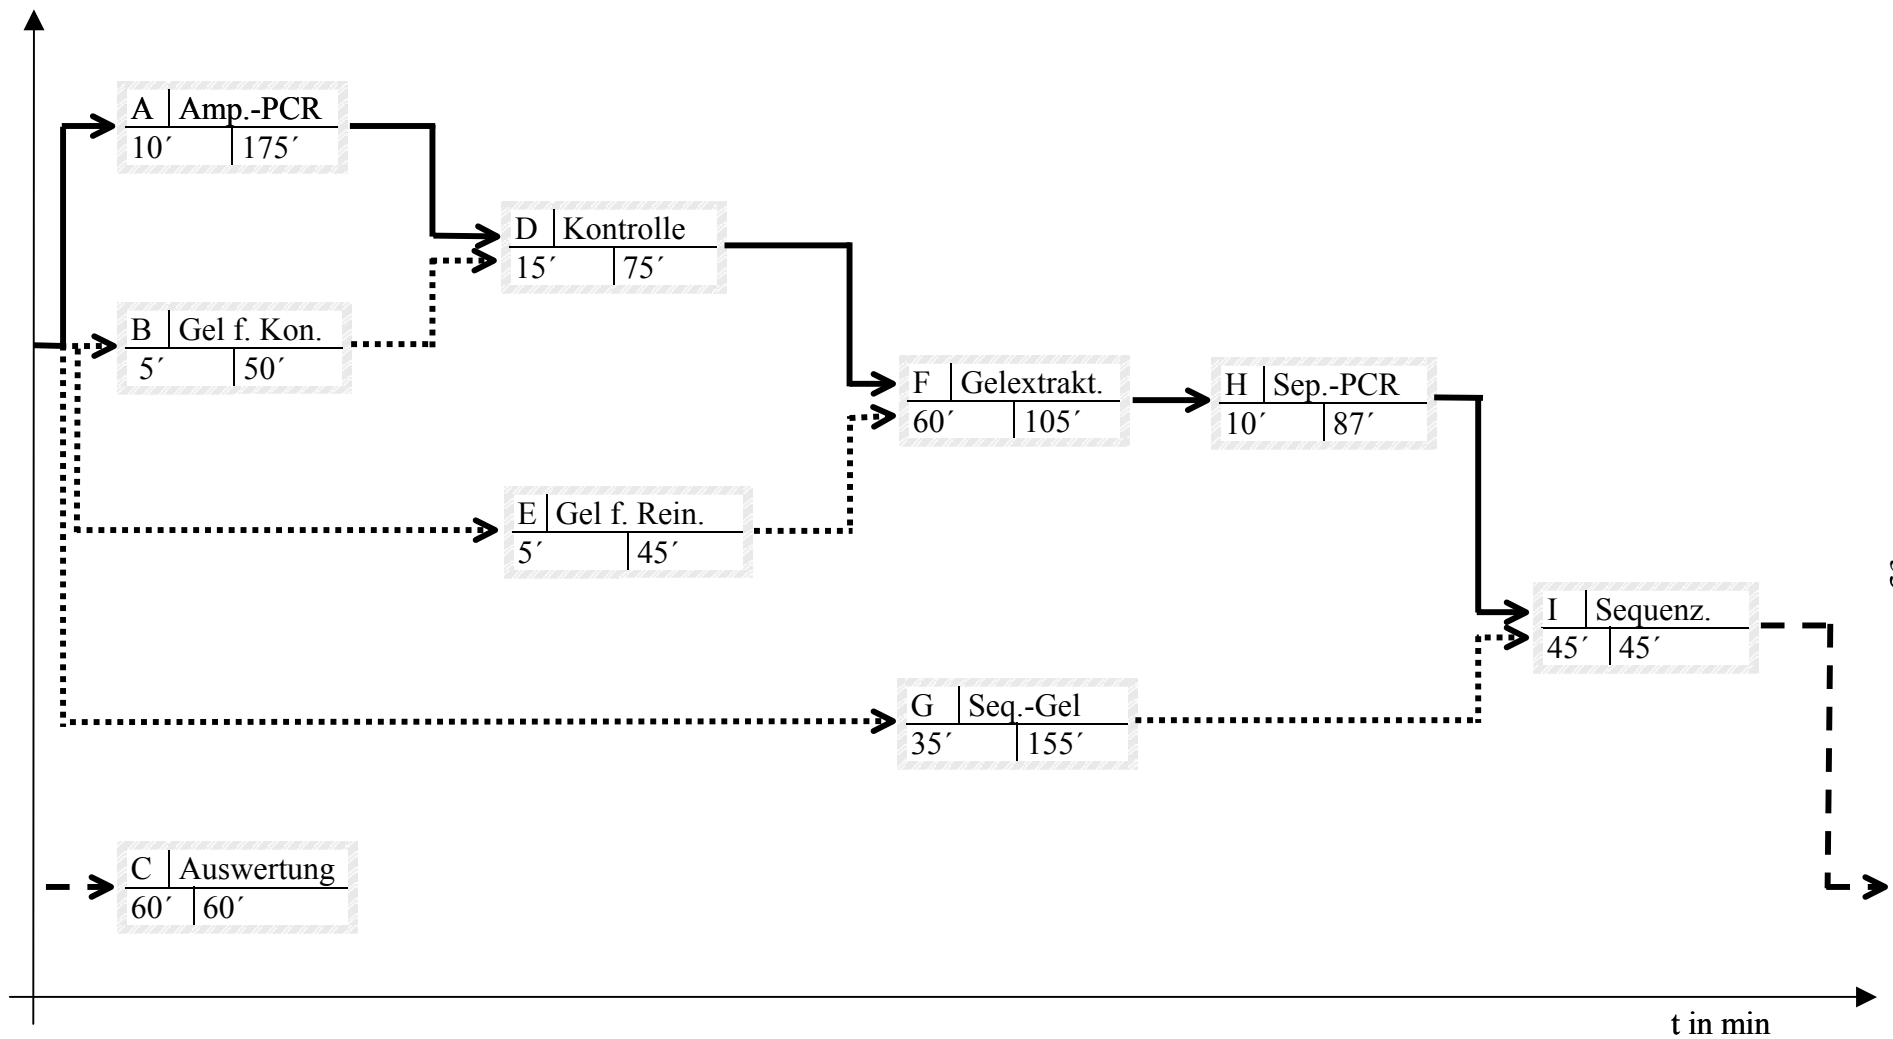 A Amp.-PCR
10´ 175´
D Kontrolle
15´ 75´
B Gel f. Kon.
5´ 50´
F Gelextrakt.
60´ 105´
H Sep.-PCR
10´ 87´
E Gel f. Rein.
5´ 45´
I Sequenz.
45´ 45´
G Seq.-Gel
35´ 155´
C Auswertung
60´ 60´
t in min